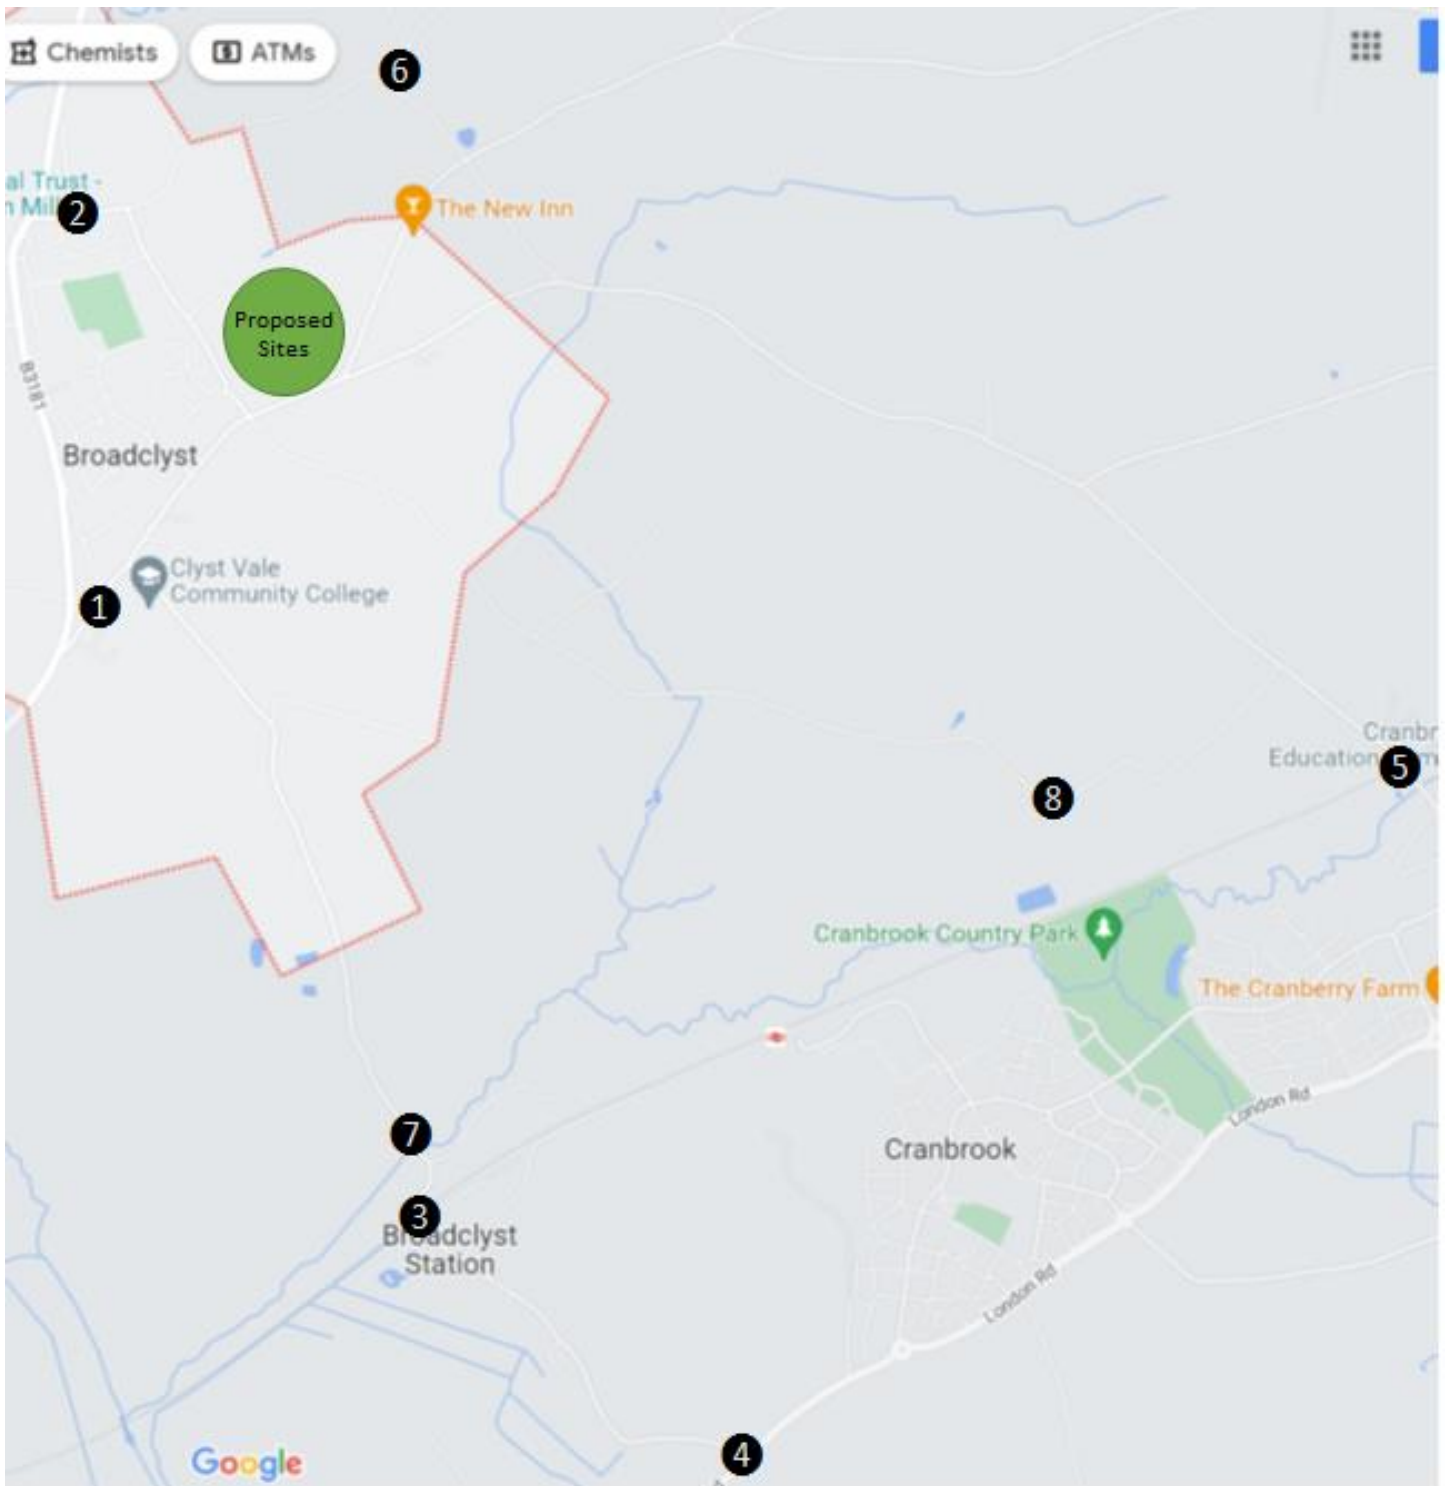 Chemists
ATMs
6
al Trust -
n Mill
2
The New Inn
Proposed
Sites
B3181
Broadclyst
Clyst Vale
Community College
1
Cranbr
Education
5
8
Cranbrook Country Park
The Cranberry Farm
London Rd
7
Cranbrook
3
Broadclyst
Station
London Rd
4
Google